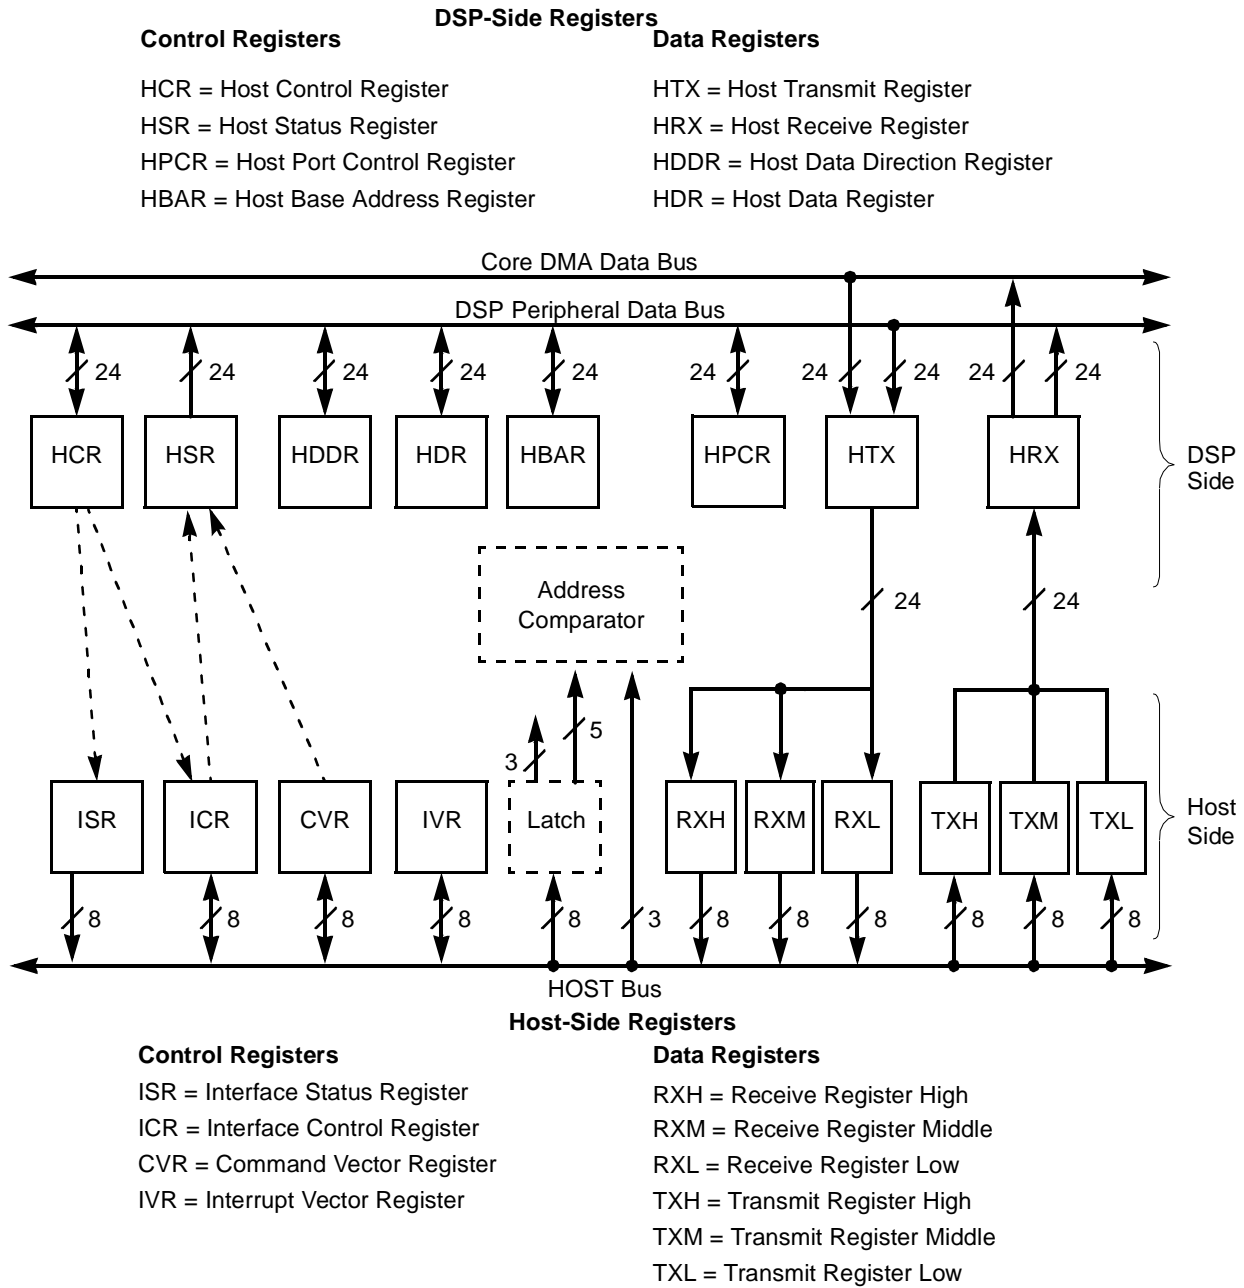 DSP-Side Registers
Control Registers
HCR = Host Control Register
HSR = Host Status Register
HPCR = Host Port Control Register
HBAR = Host Base Address Register
Data Registers
HTX = Host Transmit Register
HRX = Host Receive Register
HDDR = Host Data Direction Register
HDR = Host Data Register
Core DMA Data Bus
DSP Peripheral Data Bus
24 24 24 24 24 24 24 24 24 24
HCR HSR HDDR HDR HBAR HPCR HTX HRX
DSP
Side
Address
Comparator
24 24
3 5
ISR ICR CVR IVR Latch RXH RXM RXL TXH TXM TXL
Host
Side
8 8 8 8 8 3 8 8 8 8 8 8
HOST Bus
Host-Side Registers
Control Registers
ISR = Interface Status Register
ICR = Interface Control Register
CVR = Command Vector Register
IVR = Interrupt Vector Register
Data Registers
RXH = Receive Register High
RXM = Receive Register Middle
RXL = Receive Register Low
TXH = Transmit Register High
TXM = Transmit Register Middle
TXL = Transmit Register Low